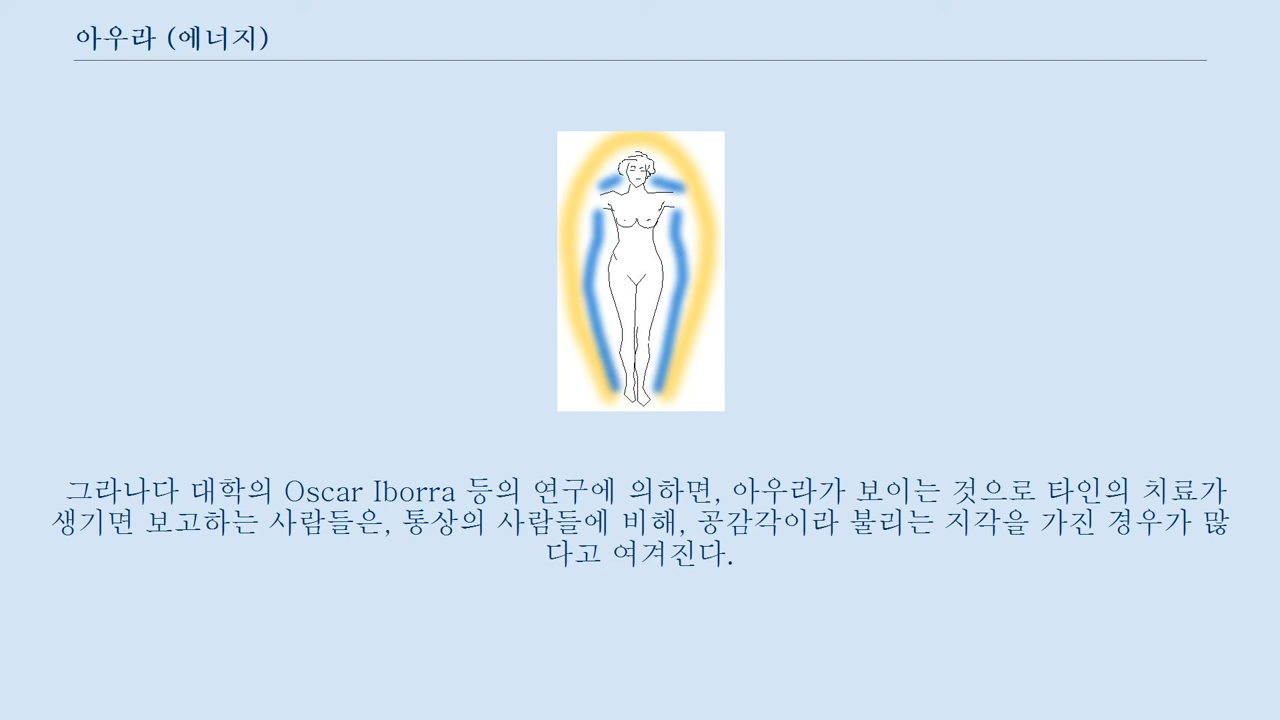 아우라 (에너지)
그라나다 대학의 Oscar Iborra 등의 연구에 의하면, 아우라가 보이는 것으로 타인의 치료가
생기면 보고하는 사람들은, 통상의 사람들에 비해, 공감각이라 불리는 지각을 가진 경우가 많
다고 여겨진다.